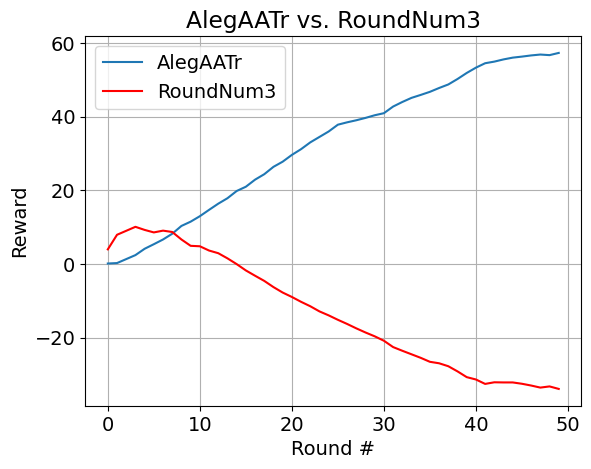 AlegAATr vs. RoundNum3
AlegAATr
RoundNum3
60
40
20
0
−20
Reward
0 10 20 30 40 50
Round #